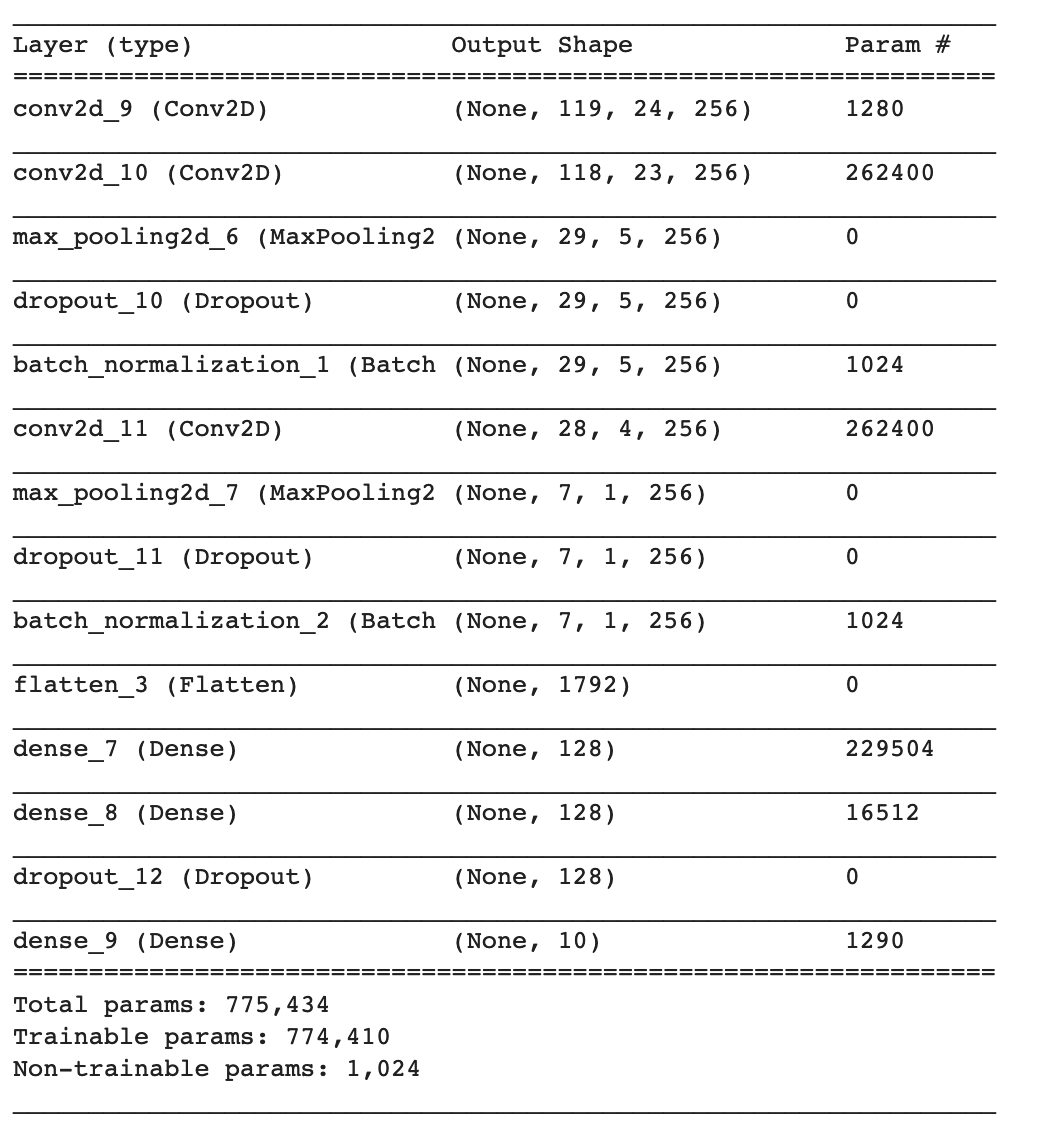 Layer (type) Output Shape Param #
=================================================================
conv2d_9 (Conv2D) (None, 119, 24, 256) 1280
conv2d_10 (Conv2D) (None, 118, 23, 256) 262400
max_pooling2d_6 (MaxPooling2 (None, 29, 5, 256) 0
dropout_10 (Dropout) (None, 29, 5, 256) 0
batch_normalization_1 (Batch (None, 29, 5, 256) 1024
conv2d_11 (Conv2D) (None, 28, 4, 256) 262400
max_pooling2d_7 (MaxPooling2 (None, 7, 1, 256) 0
dropout_11 (Dropout) (None, 7, 1, 256) 0
batch_normalization_2 (Batch (None, 7, 1, 256) 1024
flatten_3 (Flatten) (None, 1792) 0
dense_7 (Dense) (None, 128) 229504
dense_8 (Dense) (None, 128) 16512
dropout_12 (Dropout) (None, 128) 0
dense_9 (Dense) (None, 10) 1290
=================================================================
Total params: 775,434
Trainable params: 774,410
Non-trainable params: 1,024